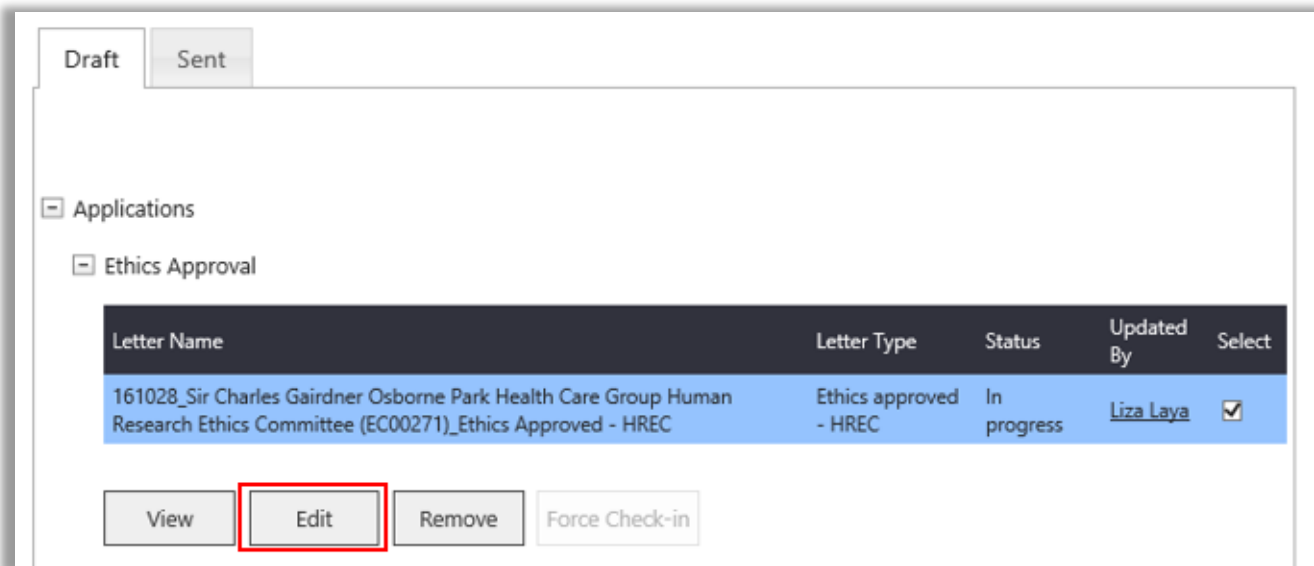 Draft Sent
Applications
Ethics Approval
Letter Name Letter Type Status Updated By Select
161028_Sir Charles Gairdner Osborne Park Health Care Group Human
Research Ethics Committee (EC00271)_Ethics Approved - HREC
Ethics approved
- HREC
In
progress
Liza Laya
View Edit Remove Force Check-in